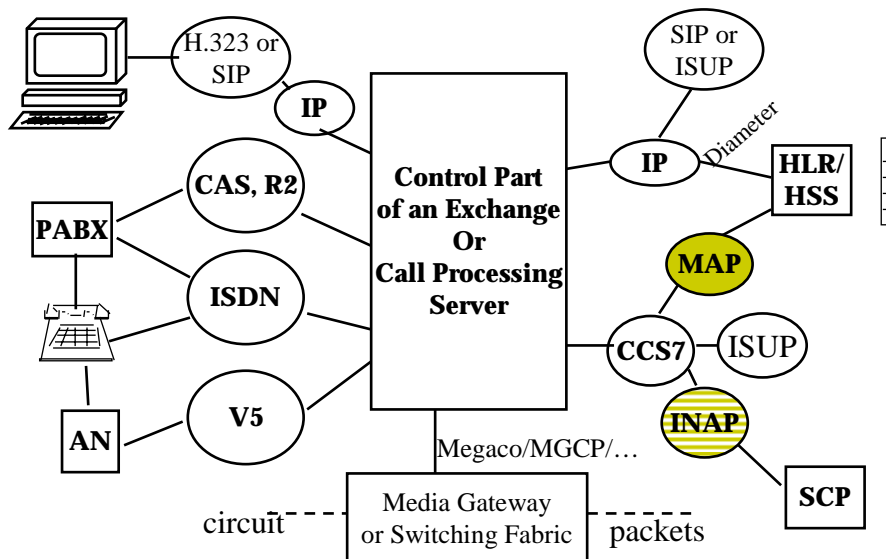 H.323 or
SIP
IP
CAS, R2
PABX
ISDN
V5
AN
Control Part
of an Exchange
Or
Call Processing
Server
SIP or
ISUP
IP
Diameter
HLR/
HSS
MAP
CCS7
ISUP
INAP
SCP
Megaco/MGCP/…
Media Gateway
or Switching Fabric
circuit
packets